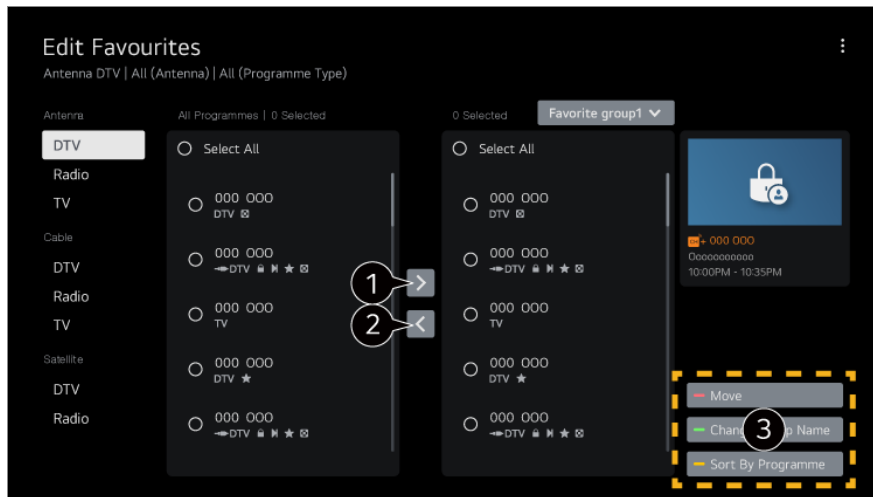 Edit Favourites
Antenna DTV | All (Antenna) | All (Programme Type)
Antenna
DTV
Radio
TV
Cable
DTV
Radio
TV
Satellite
DTV
Radio
All Programmes | 0 Selected
Select All
000 000
DTV
000 000
DTV
000 000
TV
000 000
DTV
000 000
DTV
1
2
0 Selected
Favorite group1
Select All
000 000
DTV
000 000
DTV
000 000
TV
000 000
DTV
000 000
DTV
CH+ 000 000
Oooooooooo
10:00PM - 10:35PM
Move
3
Name
Sort By Programme